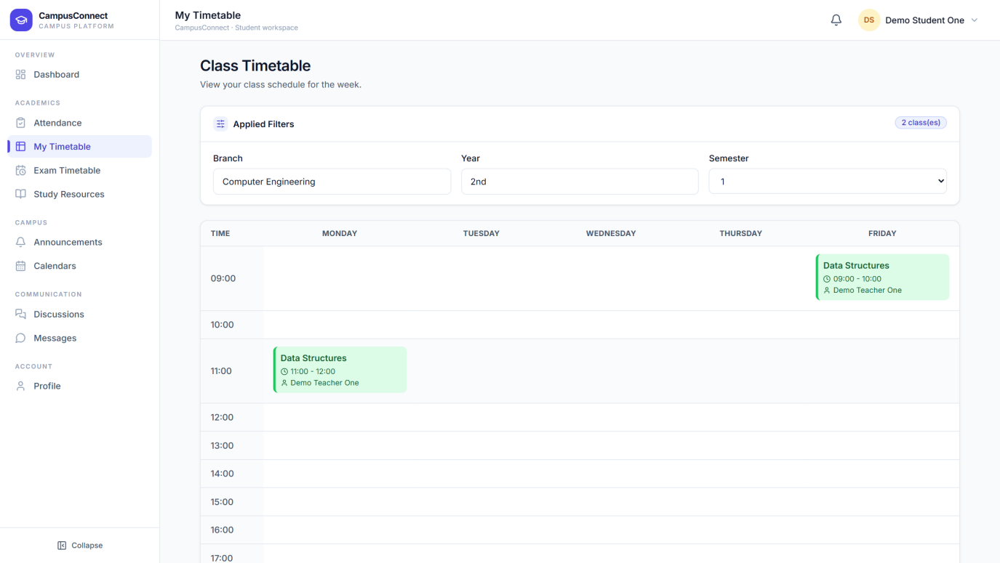 CampusConnect
CAMPUS PLATFORM
OVERVIEW
Dashboard
ACADEMICS
Attendance
My Timetable
Exam Timetable
Study Resources
CAMPUS
Announcements
Calendars
COMMUNICATION
Discussions
Messages
ACCOUNT
Profile
Collapse
My Timetable
CampusConnect · Student workspace
DS Demo Student One
Class Timetable
View your class schedule for the week.
Applied Filters
2 class(es)
Branch Year Semester
Computer Engineering 2nd 1
TIME MONDAY TUESDAY WEDNESDAY THURSDAY FRIDAY
09:00
Data Structures
09:00 - 10:00
Demo Teacher One
10:00
11:00
Data Structures
11:00 - 12:00
Demo Teacher One
12:00
13:00
14:00
15:00
16:00
17:00